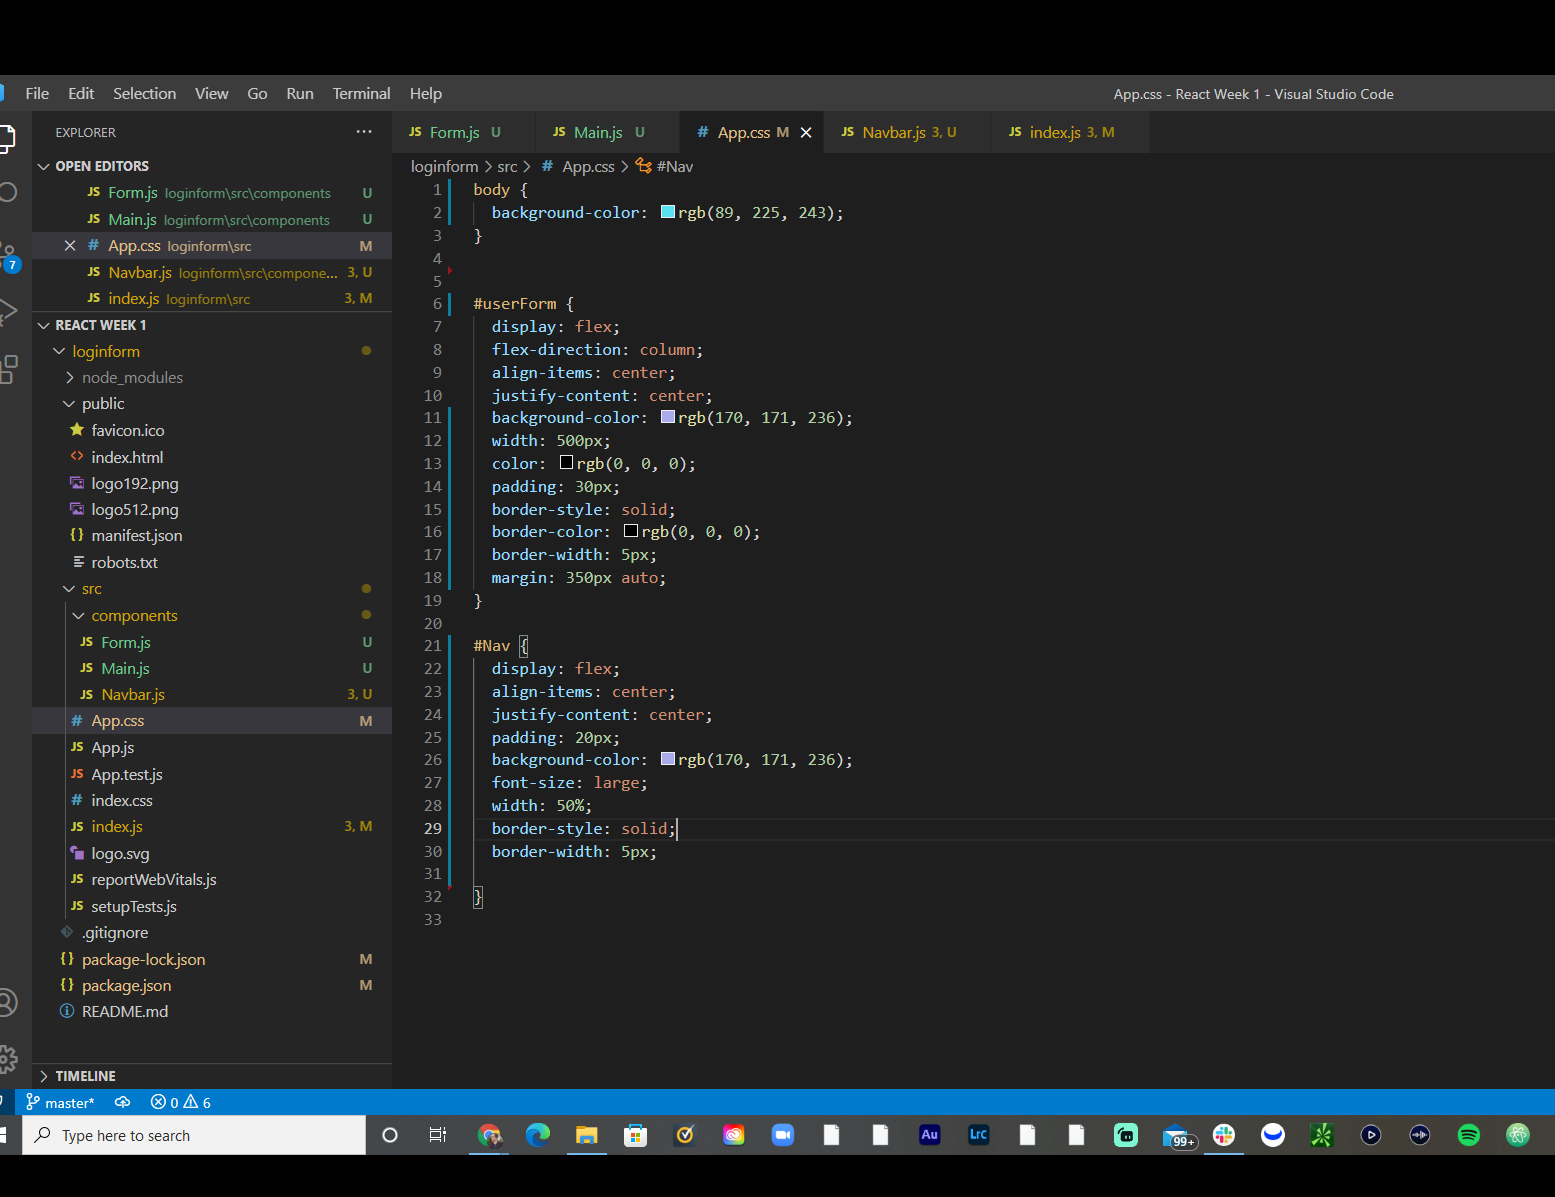 File Edit Selection View Go Run Terminal Help
App.css - React Week 1 - Visual Studio Code
EXPLORER
OPEN EDITORS
JS Form.js loginform\src\components U
JS Main.js loginform\src\components U
# App.css loginform\src M
JS Navbar.js loginform\src\compone... 3, U
JS index.js loginform\src 3, M
7
REACT WEEK 1
loginform
node_modules
public
favicon.ico
index.html
logo192.png
logo512.png
{} manifest.json
robots.txt
src
components
JS Form.js U
JS Main.js U
JS Navbar.js 3, U
# App.css M
JS App.js
JS App.test.js
# index.css
JS index.js 3, M
logo.svg
JS reportWebVitals.js
JS setupTests.js
.gitignore
{} package-lock.json M
{} package.json M
README.md
TIMELINE
JS Form.js U
JS Main.js U
# App.css M
JS Navbar.js 3, U
JS index.js 3, M
loginform > src > # App.css > #Nav
1 body {
2 background-color: rgb(89, 225, 243);
3 }
4
5
6 #userForm {
7 display: flex;
8 flex-direction: column;
9 align-items: center;
10 justify-content: center;
11 background-color: rgb(170, 171, 236);
12 width: 500px;
13 color: rgb(0, 0, 0);
14 padding: 30px;
15 border-style: solid;
16 border-color: rgb(0, 0, 0);
17 border-width: 5px;
18 margin: 350px auto;
19 }
20
21 #Nav {
22 display: flex;
23 align-items: center;
24 justify-content: center;
25 padding: 20px;
26 background-color: rgb(170, 171, 236);
27 font-size: large;
28 width: 50%;
29 border-style: solid;
30 border-width: 5px;
31
32 }
33
master* 0 6
Type here to search
Au
Lrc
99+